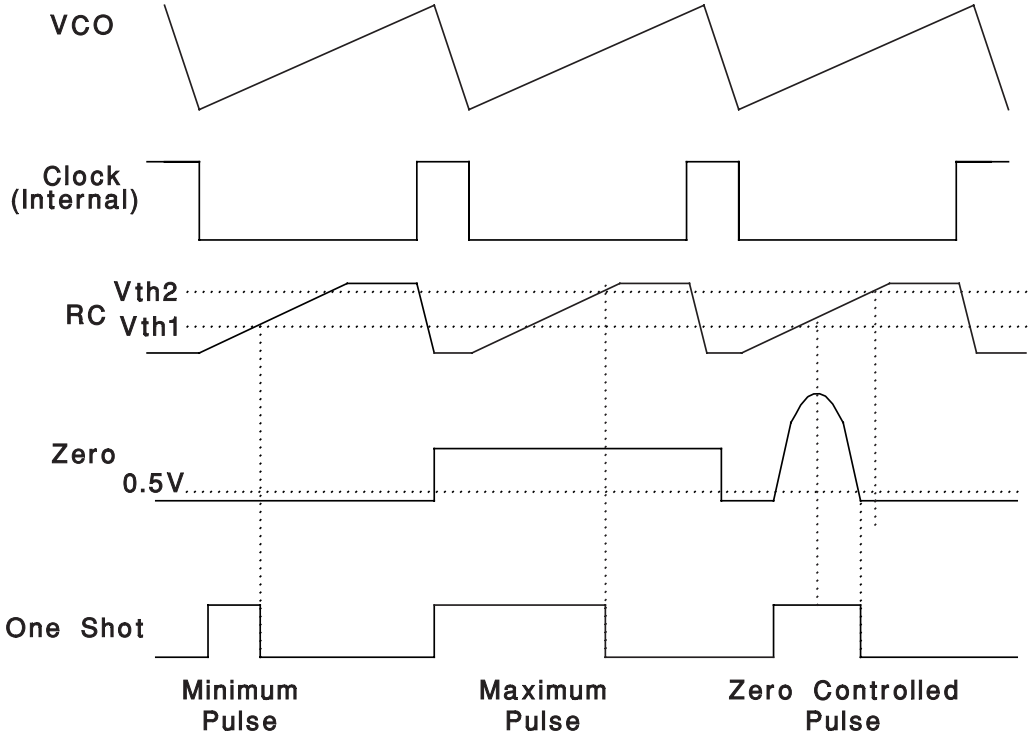 VCO
Clock
(Internal)
Vth2
RC
Vth1
Zero
0.5V
One Shot
Minimum
Pulse
Maximum
Pulse
Zero Controlled
Pulse